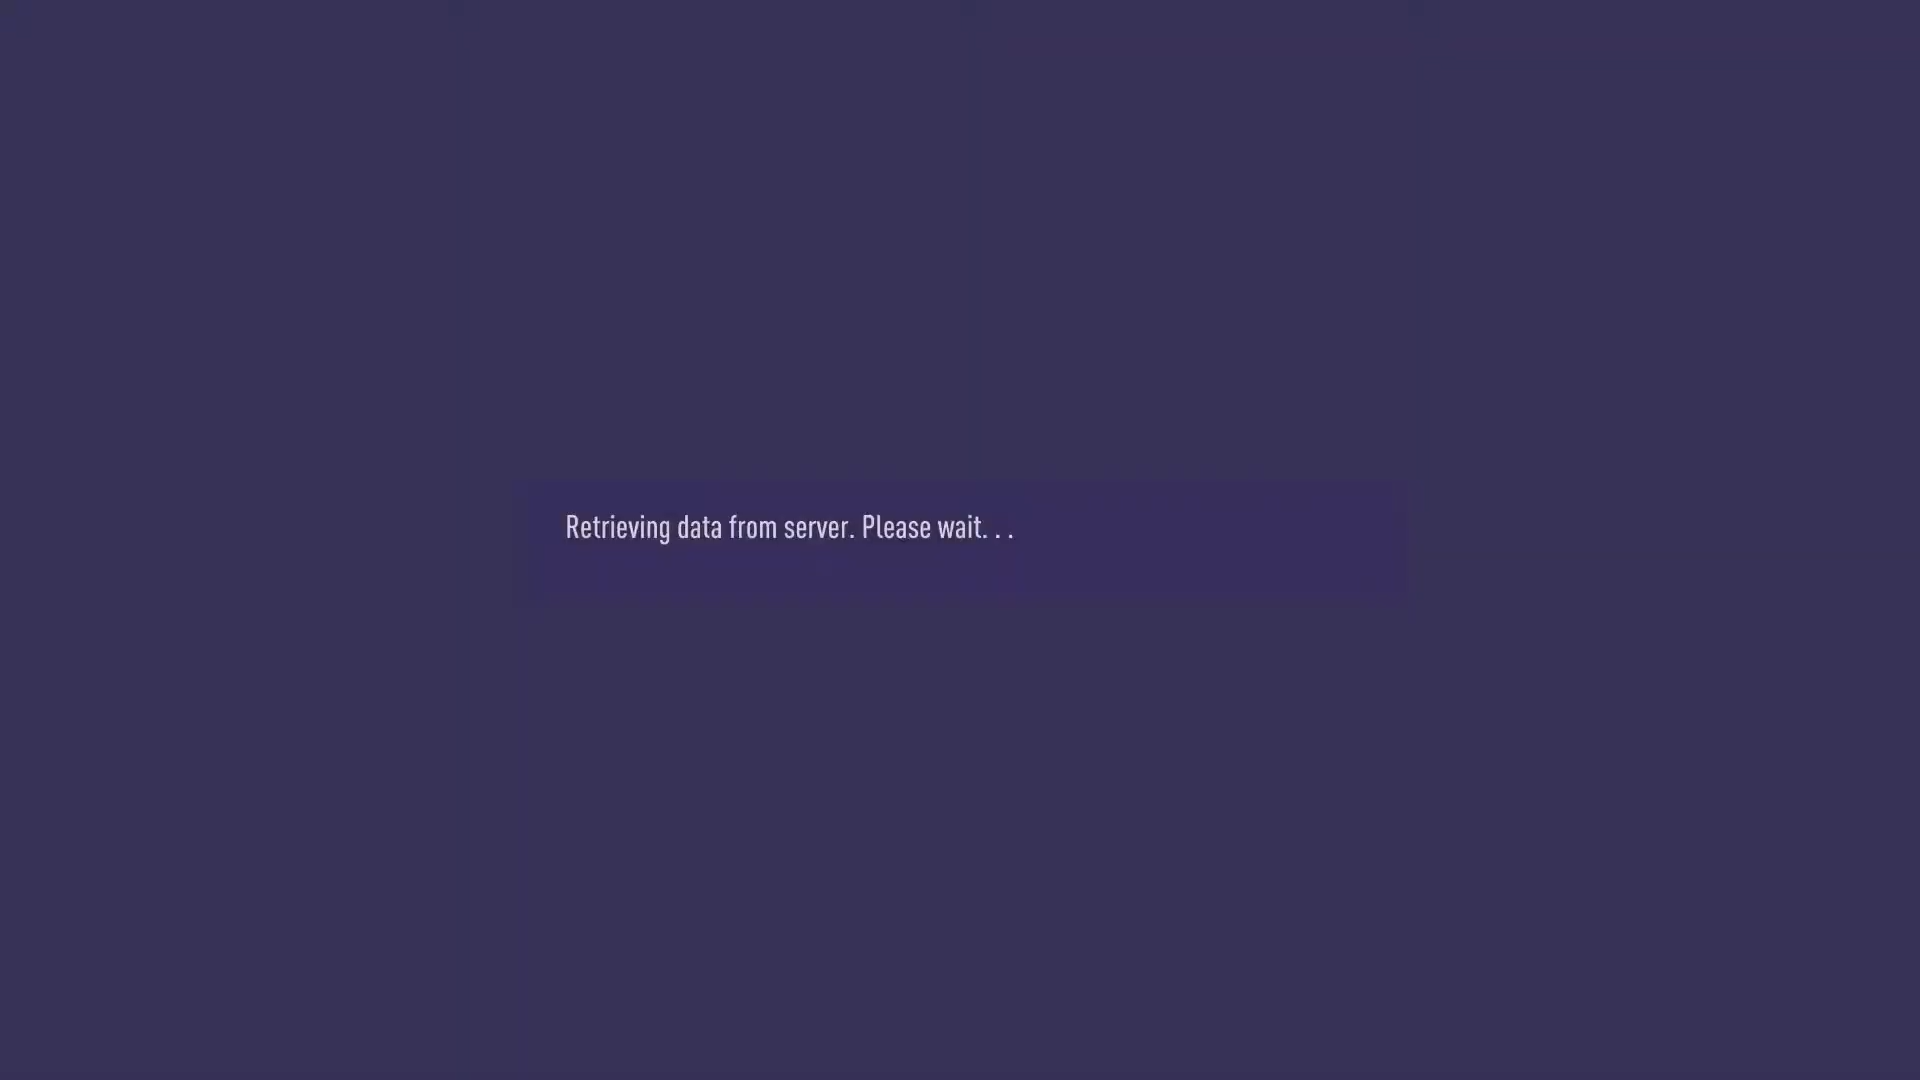 Retrieving data from server. Please wait. . .